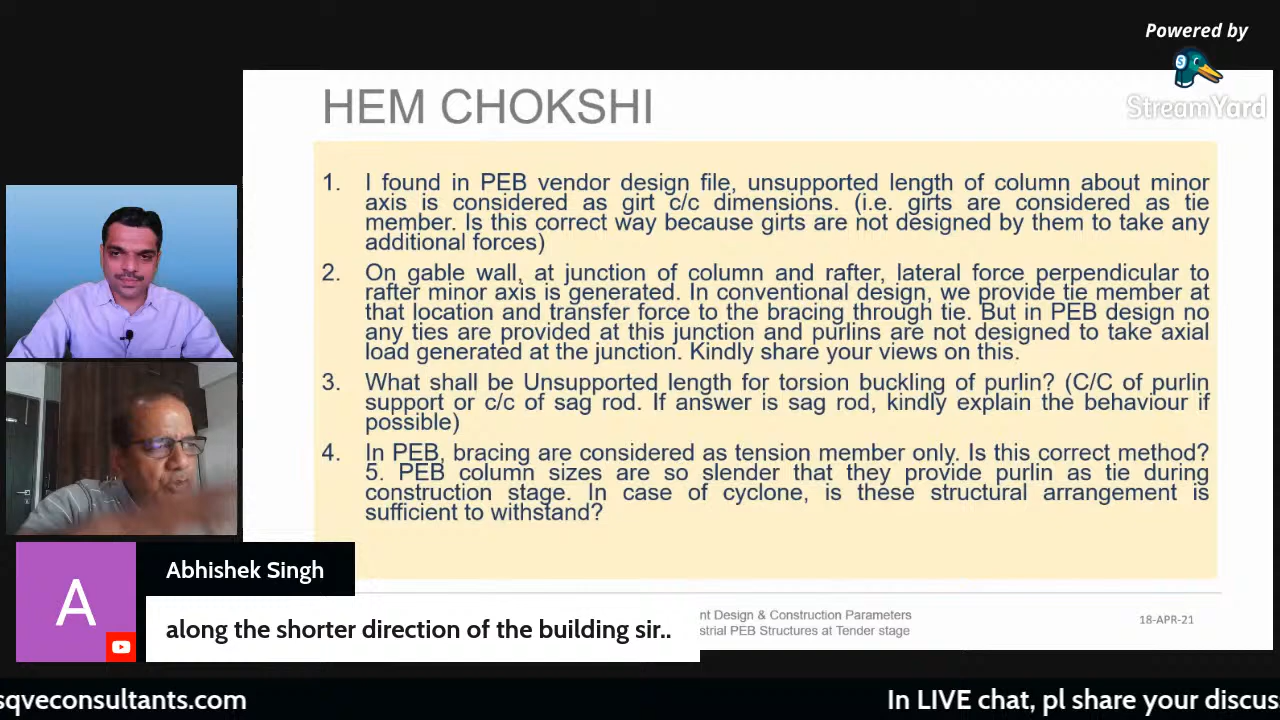 Powered by
StreamYard
HEM CHOKSHI
1. I found in PEB vendor design file, unsupported length of column about minor
axis is considered as girt c/c dimensions. (i.e. girts are considered as tie
member. Is this correct way because girts are not designed by them to take any
additional forces)
2. On gable wall, at junction of column and rafter, lateral force perpendicular to
rafter minor axis is generated. In conventional design, we provide tie member at
that location and transfer force to the bracing through tie. But in PEB design no
any ties are provided at this junction and purlins are not designed to take axial
load generated at the junction. Kindly share your views on this.
3. What shall be Unsupported length for torsion buckling of purlin? (C/C of purlin
support or c/c of sag rod. If answer is sag rod, kindly explain the behaviour if
possible)
4. In PEB, bracing are considered as tension member only. Is this correct method?
5. PEB column sizes are so slender that they provide purlin as tie during
construction stage. In case of cyclone, is these structural arrangement is
sufficient to withstand?
A
Abhishek Singh
along the shorter direction of the building sir..
nt Design & Construction Parameters
strial PEB Structures at Tender stage
18-APR-21
sqveconsultants.com
In LIVE chat, pl share your discus